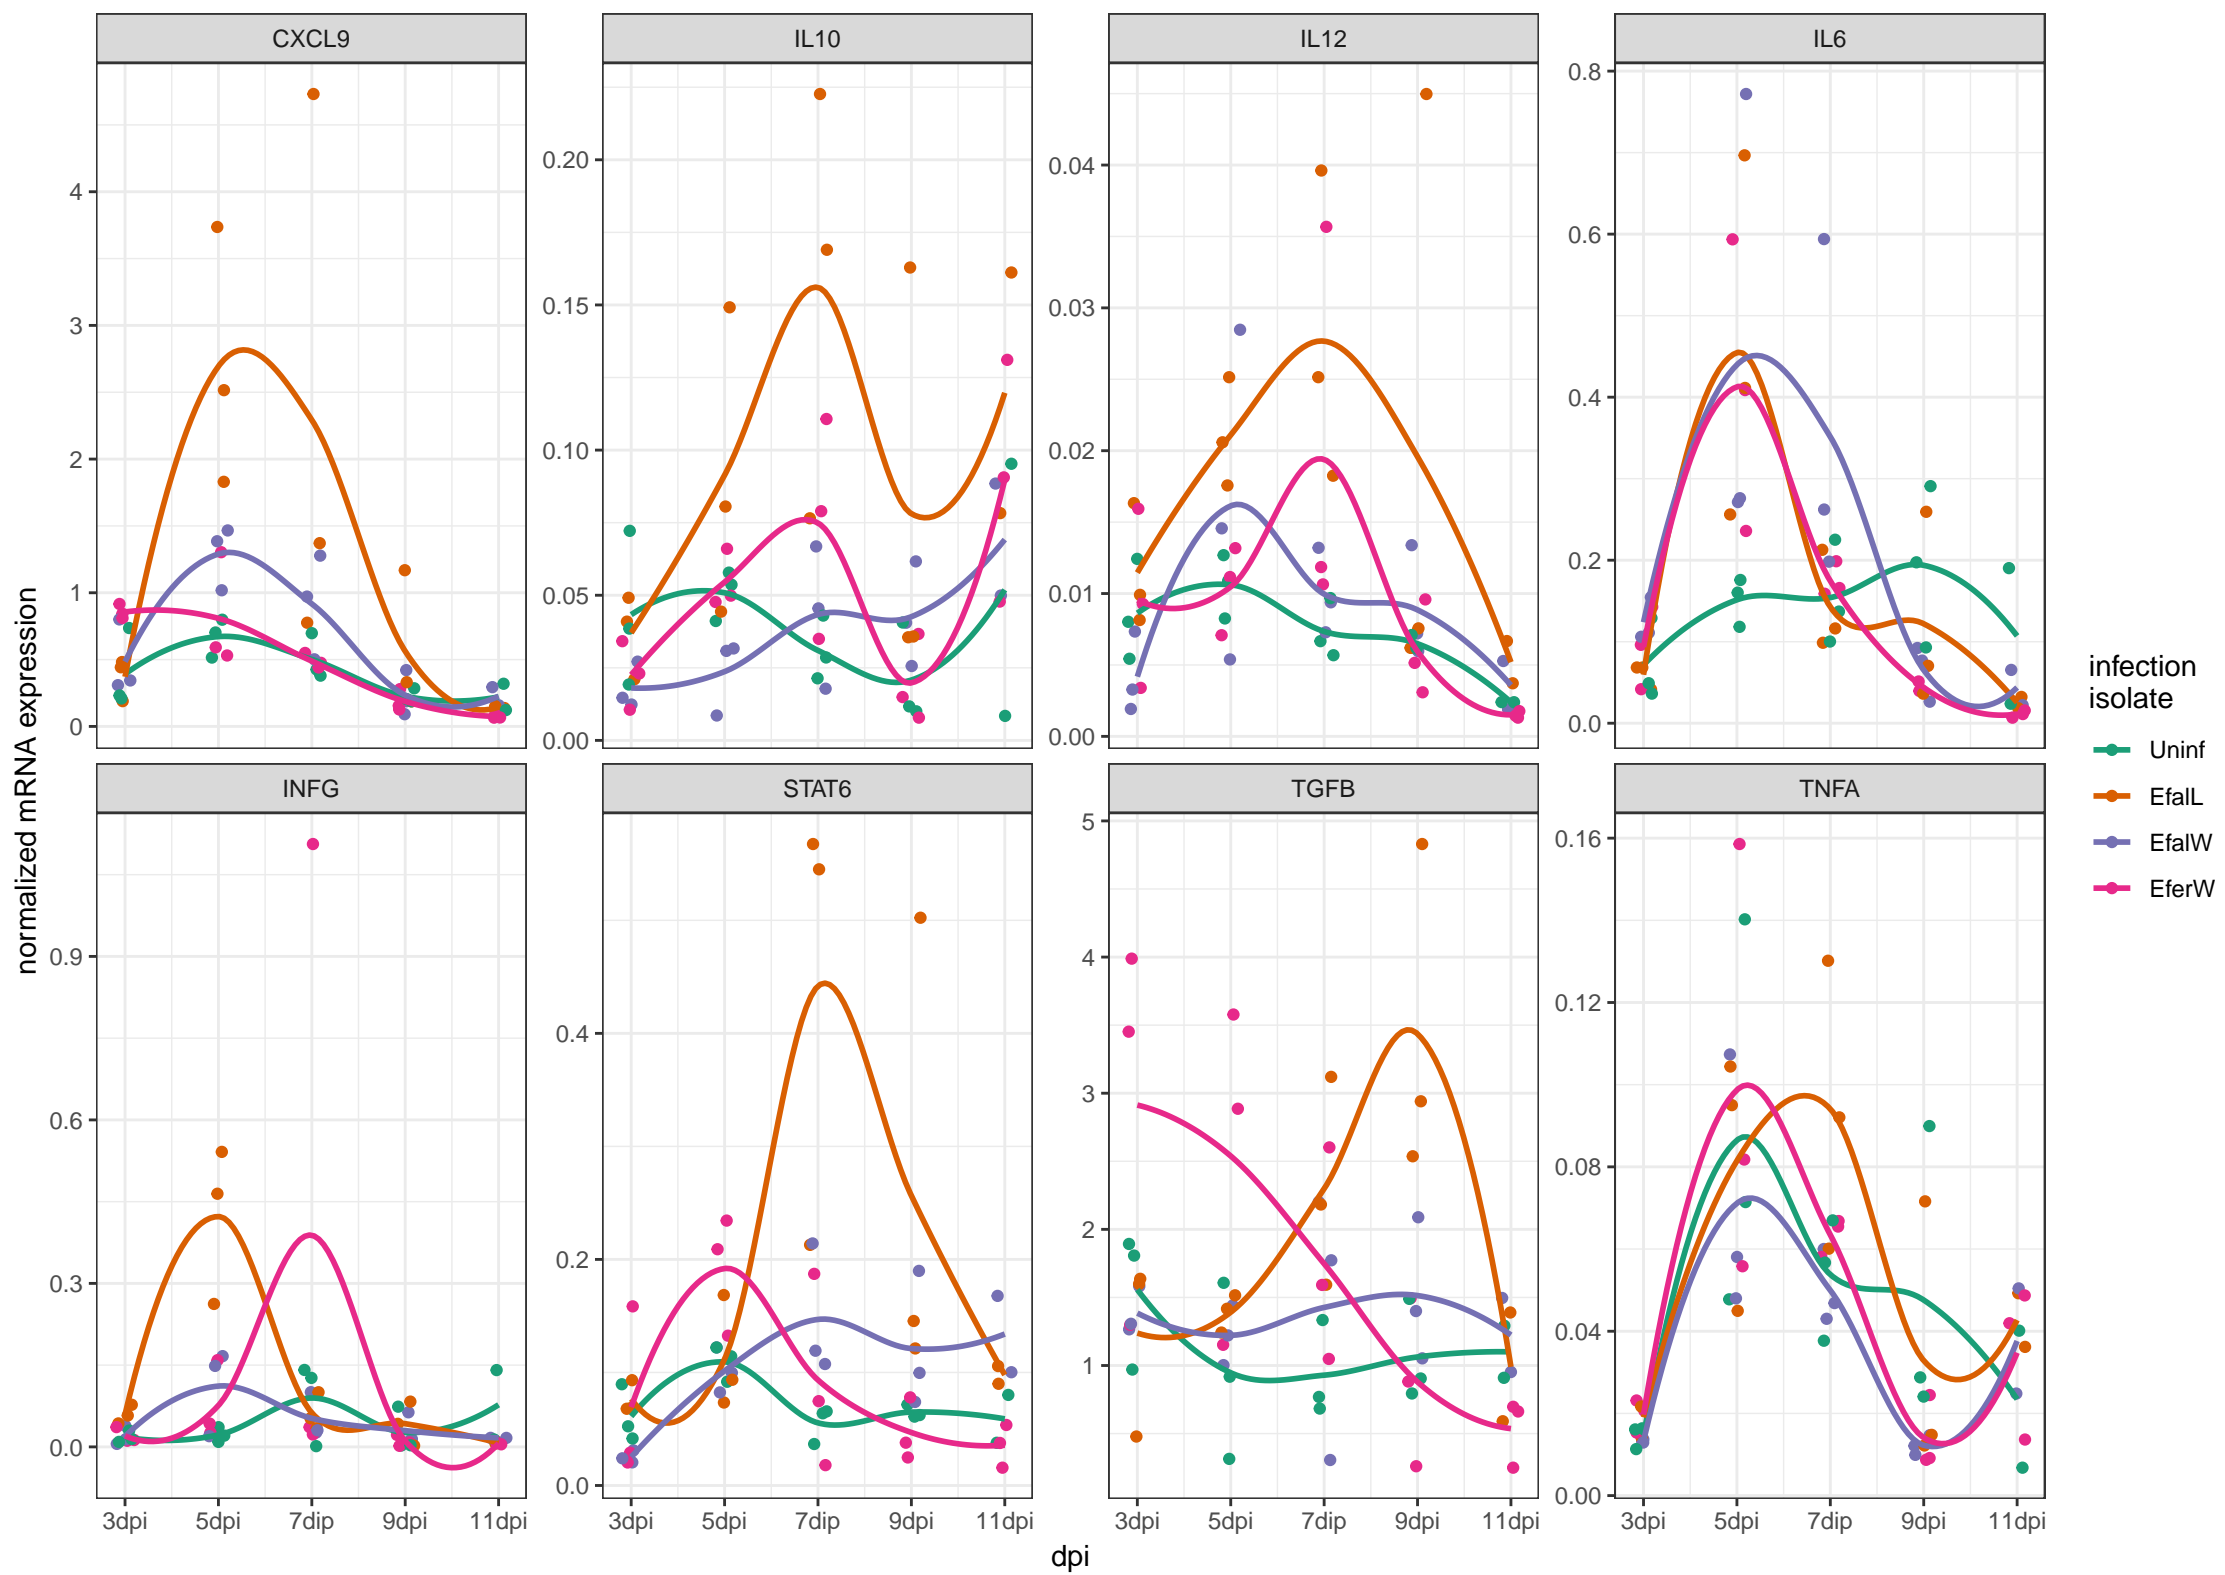 CXCL9 IL10 IL12 IL6
4
3
2
1
0
0.20
0.15
0.10
0.05
0.00
0.04
0.03
0.02
0.01
0.00
0.8
0.6
0.4
0.2
0.0
INFG STAT6 TGFB TNFA
0.9
0.6
0.3
0.0
0.4
0.2
0.0
5
4
3
2
1
0.16
0.12
0.08
0.04
0.00
3dpi 5dpi 7dip 9dpi 11dpi
3dpi 5dpi 7dip 9dpi 11dpi
3dpi 5dpi 7dip 9dpi 11dpi
3dpi 5dpi 7dip 9dpi 11dpi
dpi
normalized mRNA expression
infection
isolate
Uninf
EfalL
EfalW
EferW